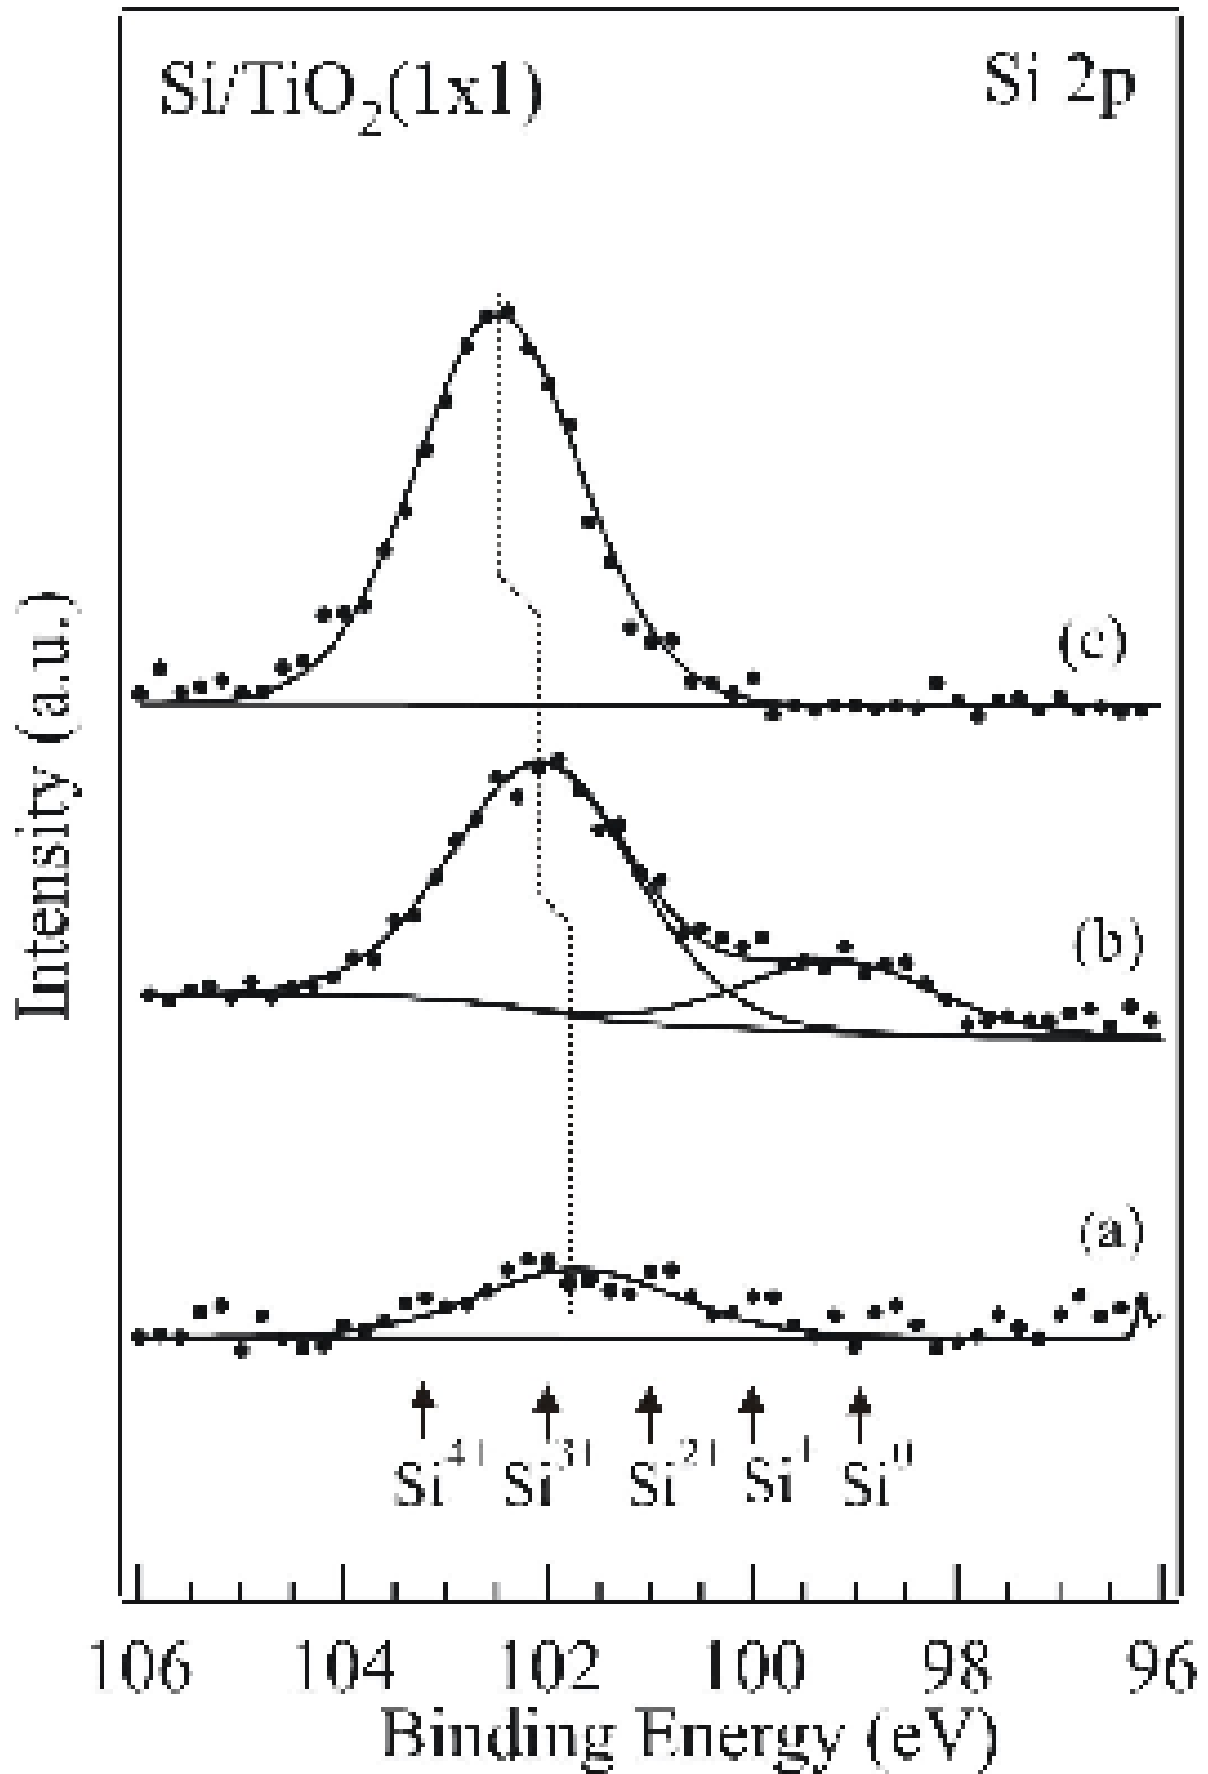 Si/TiO₂(1x1) Si 2p
Intensity (a.u.)
(c)
(b)
(a)
Si⁴⁺ Si³⁺ Si²⁺ Si⁺ Si⁰
106 104 102 100 98 96
Binding Energy (eV)